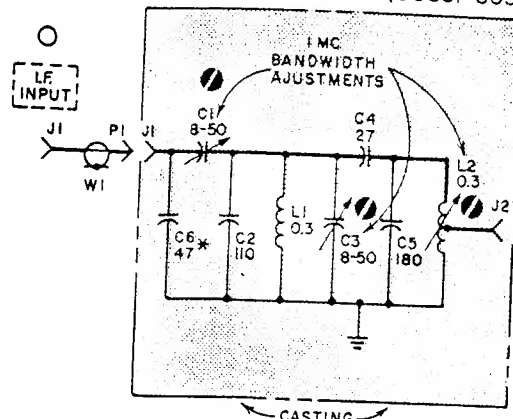 I.F.
INPUT
J1
P1
W1
J1
1 MC
BANDWIDTH
AJUSTMENTS
C1
8-50
C4
27
L2
0.3
J2
C6
47*
C2
110
L1
0.3
C3
8-50
C5
180
CASTING